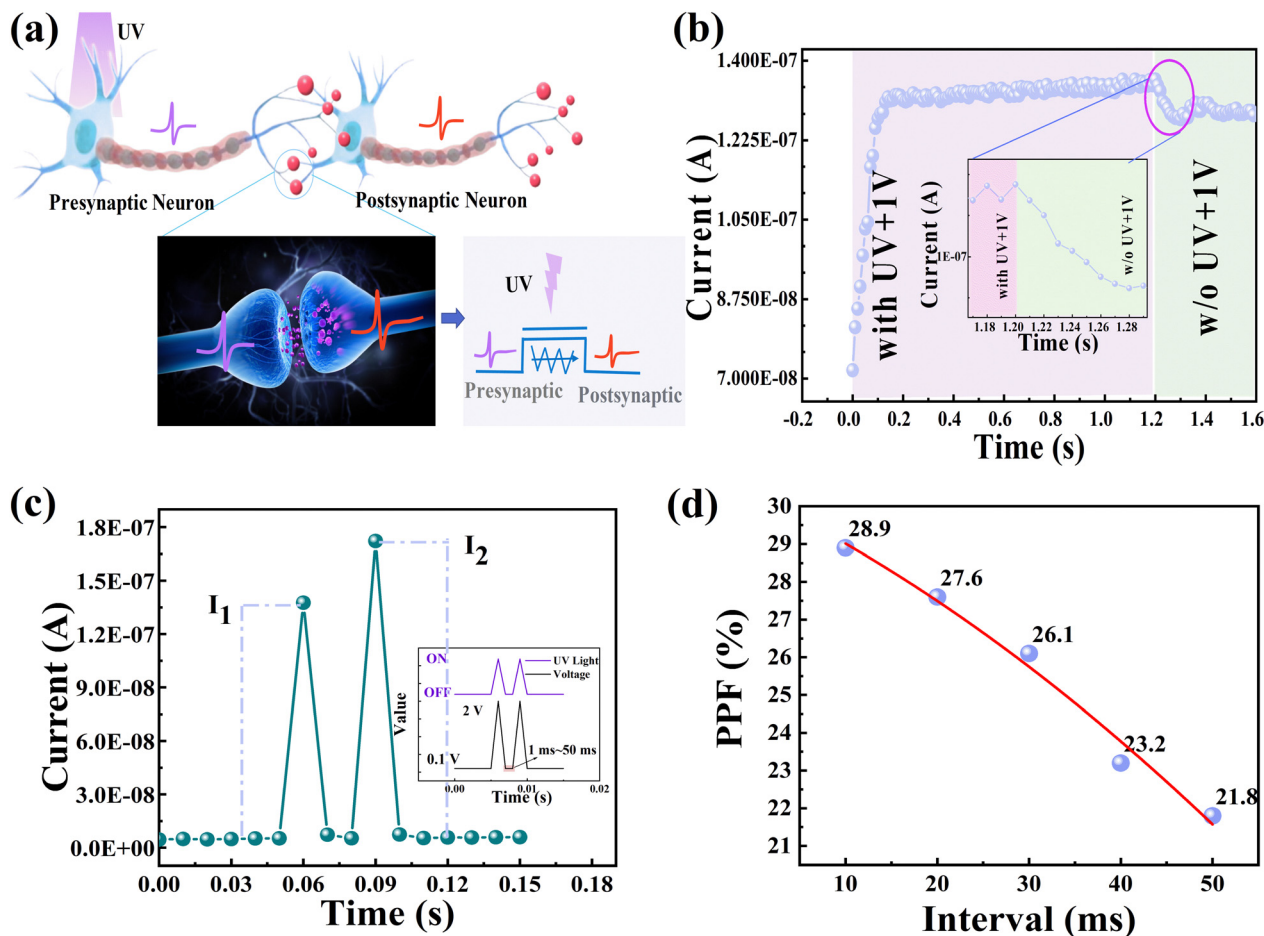 (a)
UV
Presynaptic Neuron
Postsynaptic Neuron
UV
Presynaptic
Postsynaptic
(b)
Current (A)
1.400E-07
1.225E-07
1.050E-07
8.750E-08
7.000E-08
-0.2 0.0 0.2 0.4 0.6 0.8 1.0 1.2 1.4 1.6
Time (s)
with UV+1V
w/o UV+1V
Current (A)
1E-07
with UV+1V
w/o UV+1V
1.18 1.20 1.22 1.24 1.26 1.28
Time (s)
(c)
Current (A)
1.8E-07
1.5E-07
1.2E-07
9.0E-08
6.0E-08
3.0E-08
0.0E+00
0.00 0.03 0.06 0.09 0.12 0.15 0.18
Time (s)
I1
I2
Value
ON
OFF
UV Light
Voltage
2 V
0.1 V
1 ms~50 ms
0.00 0.01 0.02
Time (s)
(d)
PPF (%)
30
29
28
27
26
25
24
23
22
21
28.9
27.6
26.1
23.2
21.8
10 20 30 40 50
Interval (ms)